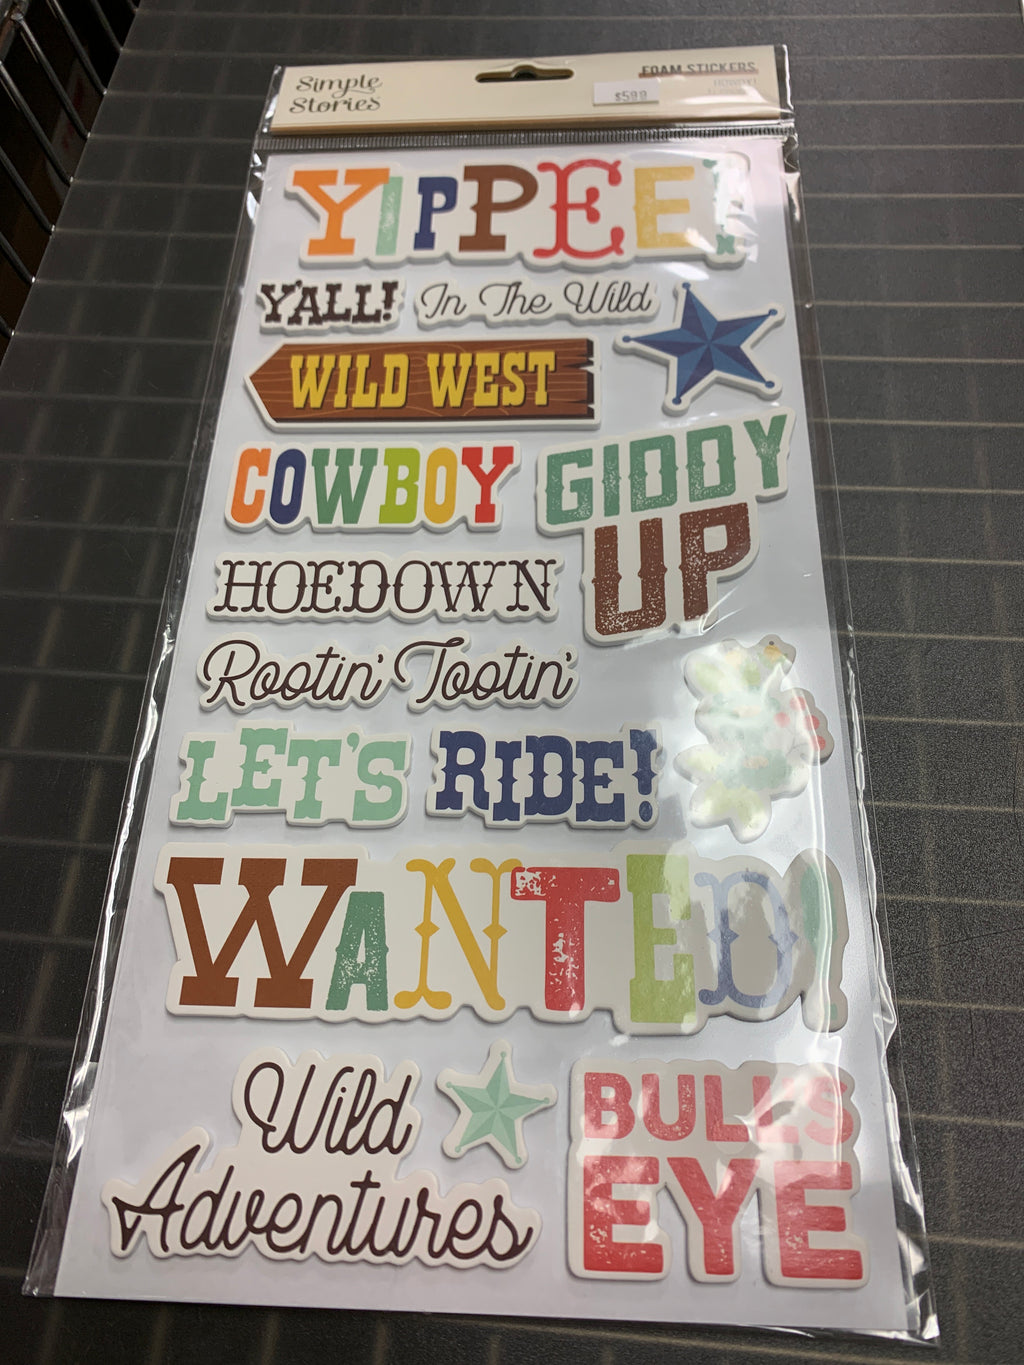 Simple
Stories
FOAM STICKERS
HOWDY!
$5.99
YIPPEE!
Y'ALL!
In The Wild
WILD WEST
COWBOY
GIDDY
UP
HOEDOWN
Rootin' Tootin'
LET'S
RIDE!
WANTED!
Wild
Adventures
BULL'S
EYE